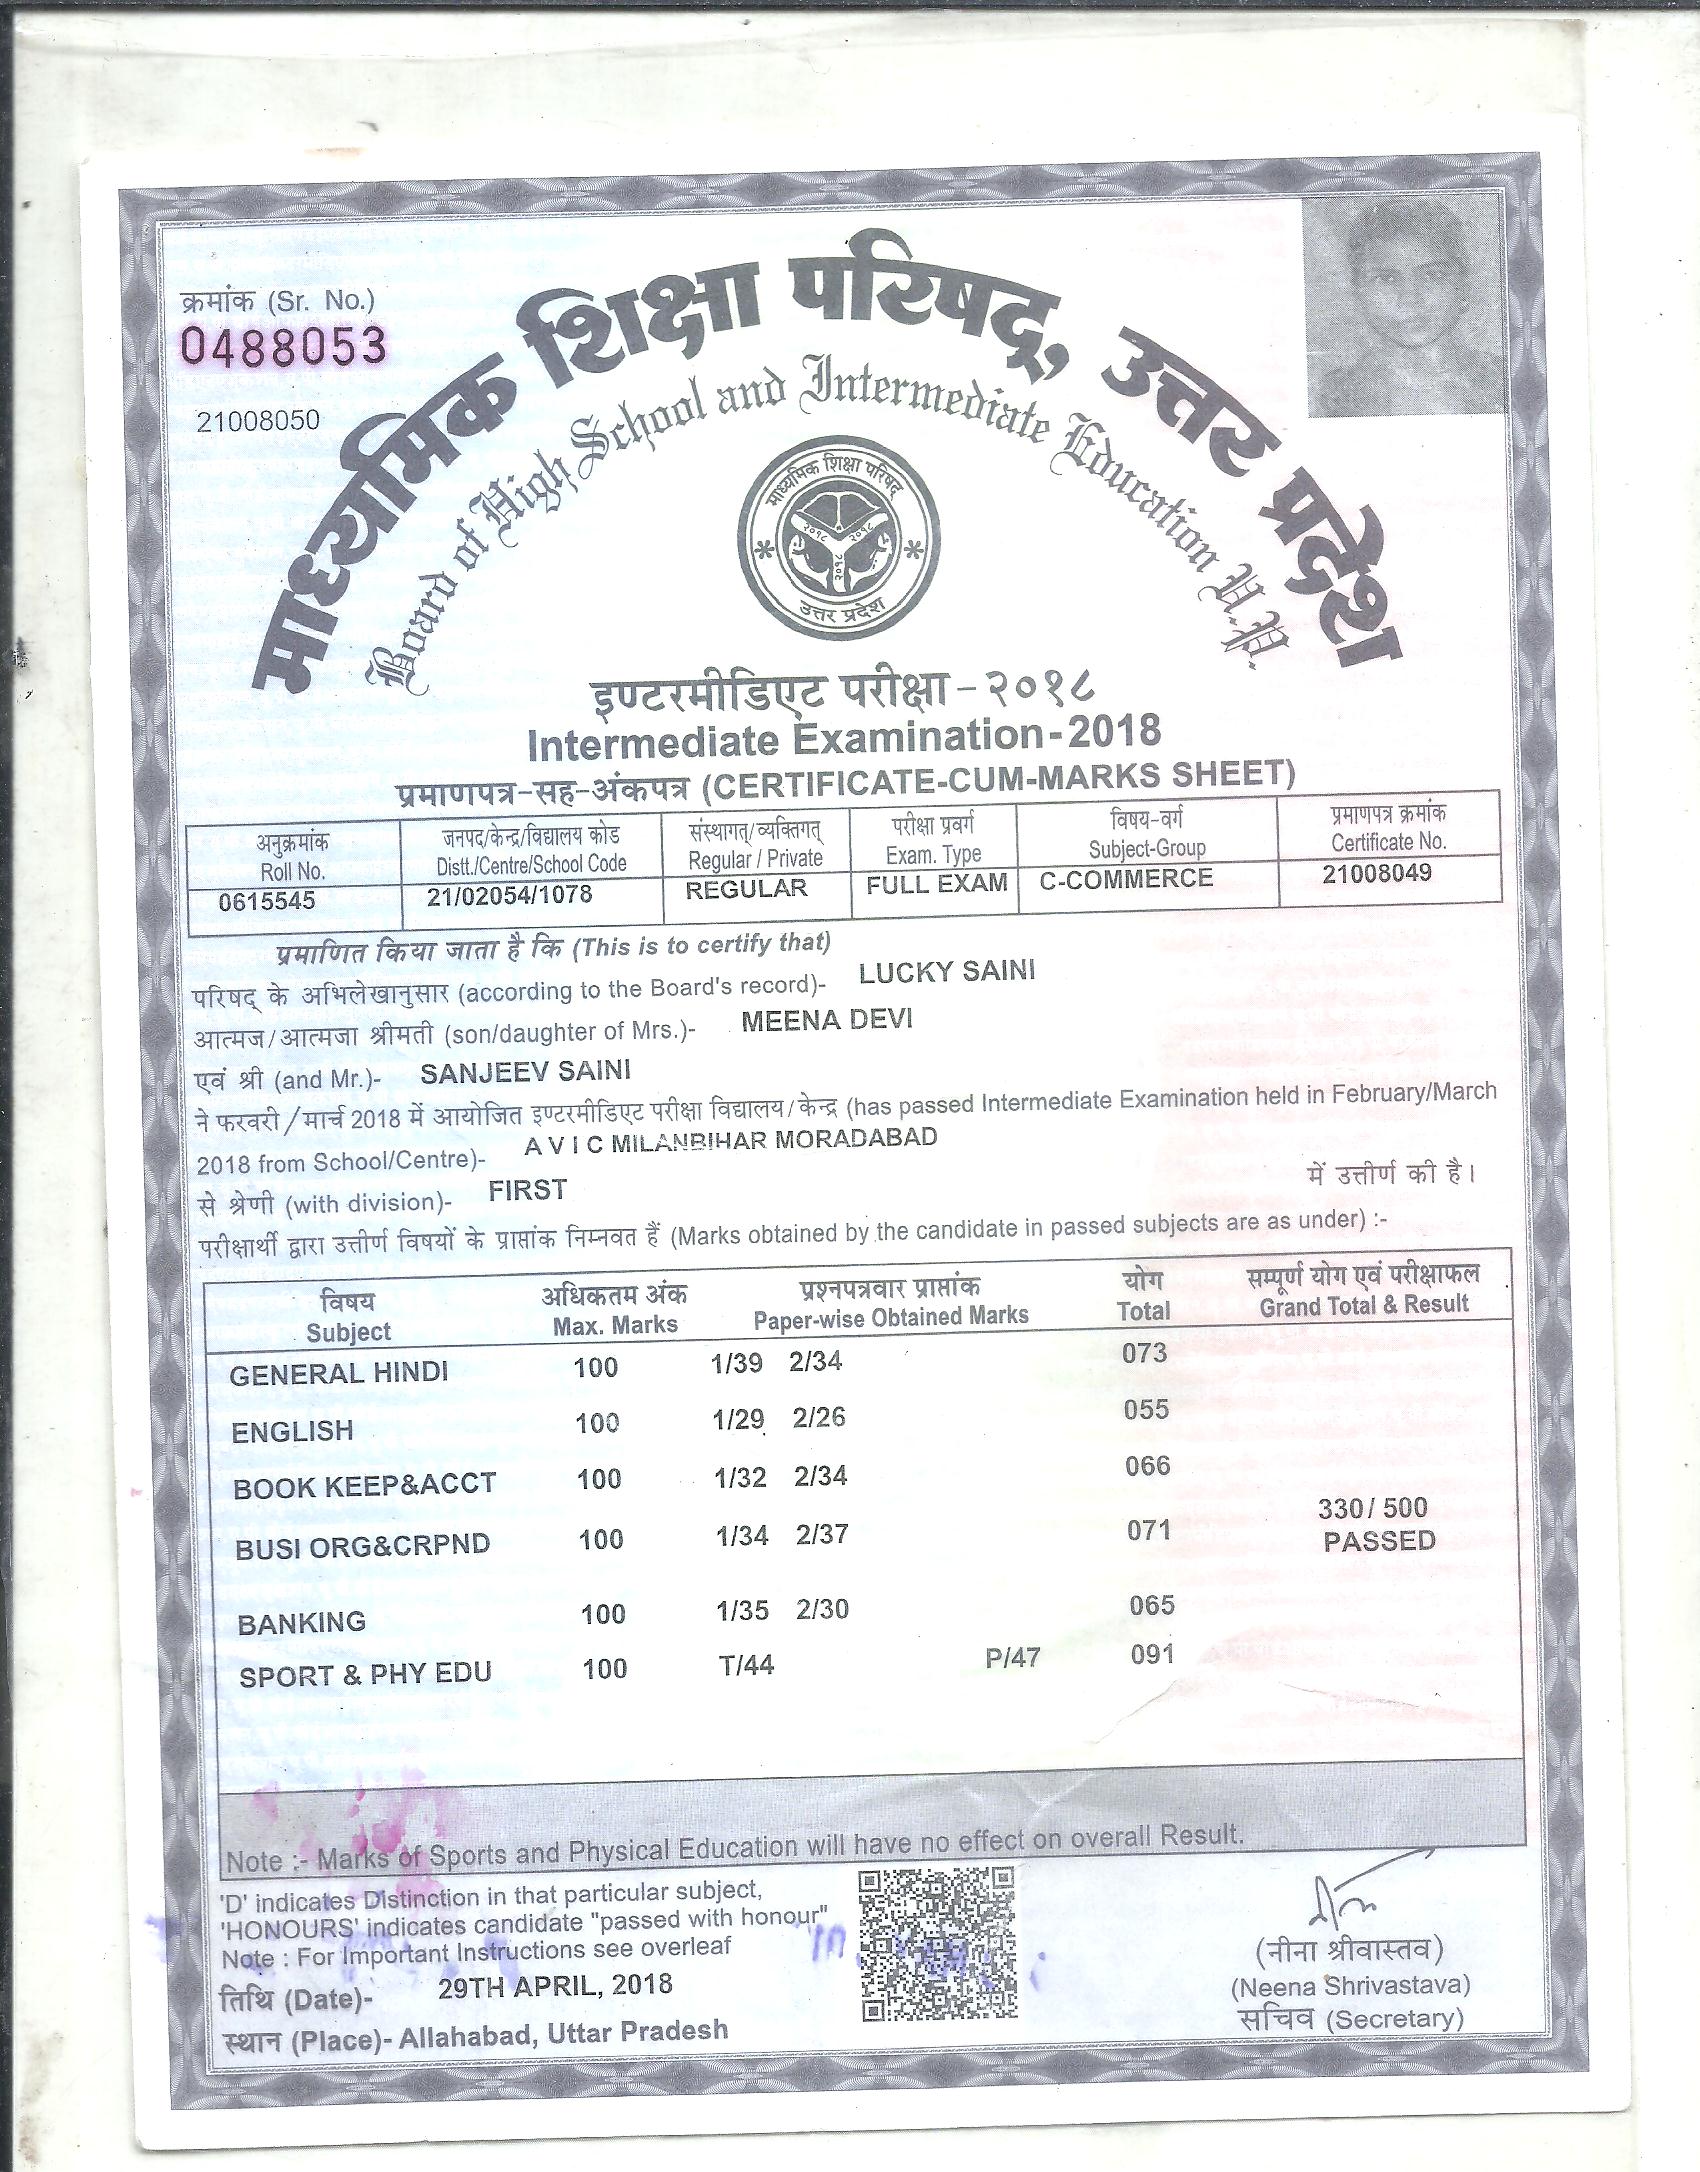 क्रमांक (Sr. No.)
0488053
21008050
माध्यमिक शिक्षा परिषद्, उत्तर प्रदेश
Board of High School and Intermediate Education U.P.
माध्यमिक शिक्षा परिषद्
२०१८ २०१८
२०१८
उत्तर प्रदेश
इण्टरमीडिएट परीक्षा - २०१८
Intermediate Examination - 2018
प्रमाणपत्र-सह-अंकपत्र (CERTIFICATE-CUM-MARKS SHEET)
अनुक्रमांक जनपद/केन्द्र/विद्यालय कोड संस्थागत्/व्यक्तिगत् परीक्षा प्रवर्ग विषय-वर्ग प्रमाणपत्र क्रमांक
Roll No. Distt./Centre/School Code Regular / Private Exam. Type Subject-Group Certificate No.
0615545 21/02054/1078 REGULAR FULL EXAM C-COMMERCE 21008049
प्रमाणित किया जाता है कि (This is to certify that)
परिषद् के अभिलेखानुसार (according to the Board's record)- LUCKY SAINI
आत्मज/आत्मजा श्रीमती (son/daughter of Mrs.)- MEENA DEVI
एवं श्री (and Mr.)- SANJEEV SAINI
ने फरवरी/मार्च 2018 में आयोजित इण्टरमीडिएट परीक्षा विद्यालय/केन्द्र (has passed Intermediate Examination held in February/March
2018 from School/Centre)- A V I C MILANBIHAR MORADABAD
से श्रेणी (with division)- FIRST में उत्तीर्ण की है।
परीक्षार्थी द्वारा उत्तीर्ण विषयों के प्राप्तांक निम्नवत हैं (Marks obtained by the candidate in passed subjects are as under) :-
विषय अधिकतम अंक प्रश्नपत्रवार प्राप्तांक योग सम्पूर्ण योग एवं परीक्षाफल
Subject Max. Marks Paper-wise Obtained Marks Total Grand Total & Result
GENERAL HINDI 100 1/39 2/34 073
ENGLISH 100 1/29 2/26 055
BOOK KEEP&ACCT 100 1/32 2/34 066
330/ 500
BUSI ORG&CRPND 100 1/34 2/37 071 PASSED
BANKING 100 1/35 2/30 065
SPORT & PHY EDU 100 T/44 P/47 091
Note :- Marks of Sports and Physical Education will have no effect on overall Result.
'D' indicates Distinction in that particular subject,
'HONOURS' indicates candidate "passed with honour"
Note : For Important Instructions see overleaf
तिथि (Date)- 29TH APRIL, 2018
स्थान (Place)- Allahabad, Uttar Pradesh
(नीना श्रीवास्तव)
(Neena Shrivastava)
सचिव (Secretary)